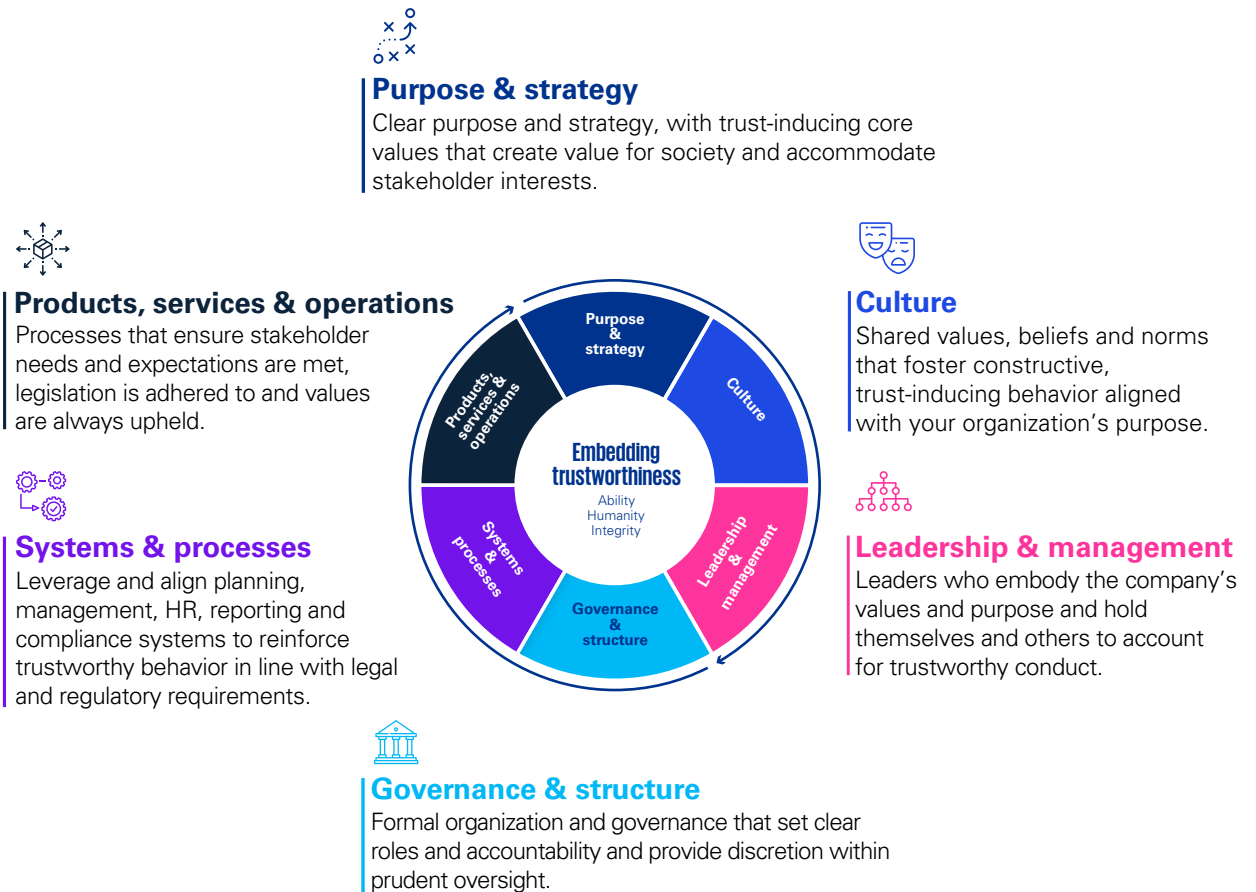 Purpose & strategy
Clear purpose and strategy, with trust-inducing core
values that create value for society and accommodate
stakeholder interests.
Products, services & operations
Processes that ensure stakeholder
needs and expectations are met,
legislation is adhered to and values
are always upheld.
Culture
Shared values, beliefs and norms
that foster constructive,
trust-inducing behavior aligned
with your organization’s purpose.
Purpose
&
strategy
Culture
Leadership
&
management
Governance
&
structure
Systems
&
processes
Products,
services &
operations
Embedding
trustworthiness
Ability
Humanity
Integrity
Systems & processes
Leverage and align planning,
management, HR, reporting and
compliance systems to reinforce
trustworthy behavior in line with legal
and regulatory requirements.
Leadership & management
Leaders who embody the company’s
values and purpose and hold
themselves and others to account
for trustworthy conduct.
Governance & structure
Formal organization and governance that set clear
roles and accountability and provide discretion within
prudent oversight.